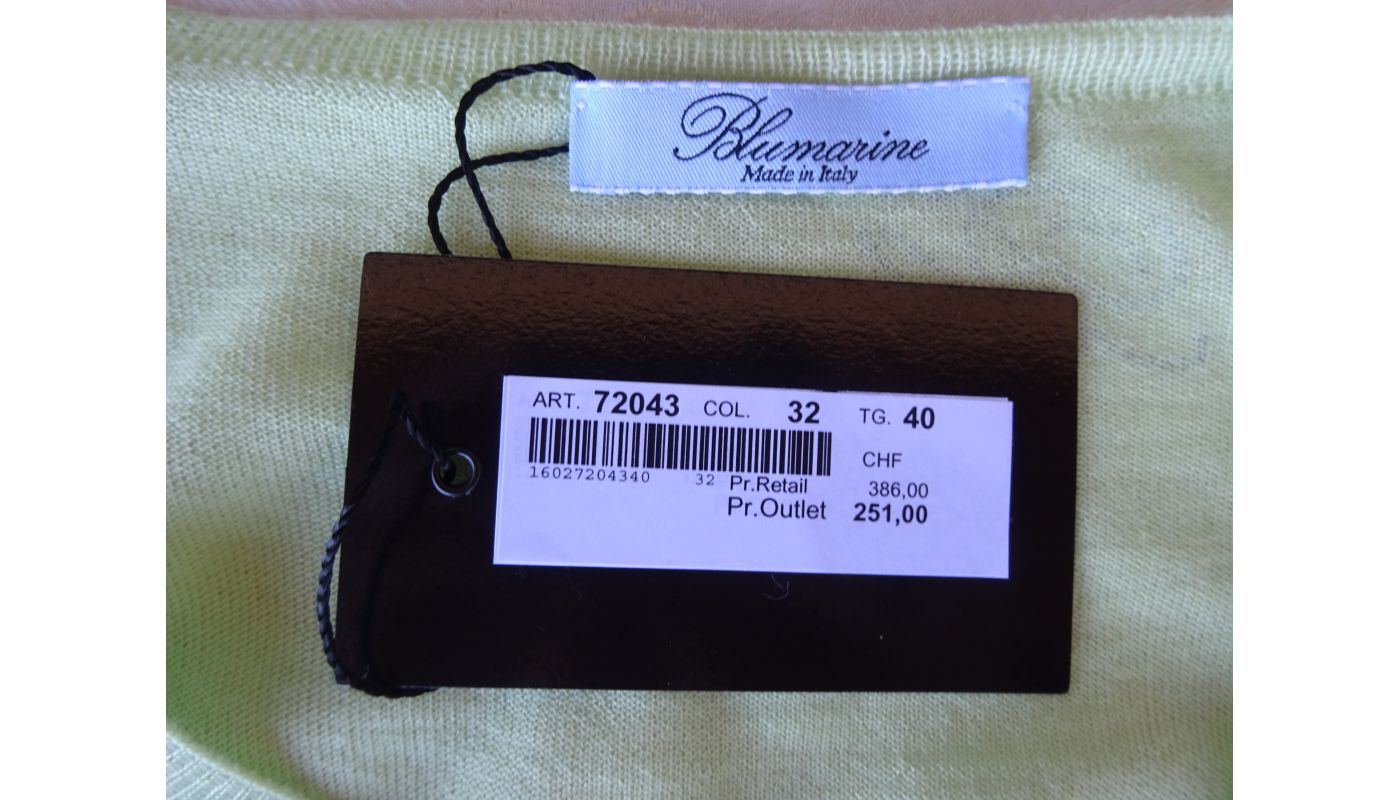 Blumarine
Made in Italy
ART. 72043 COL. 32 TG. 40
CHF
16027204340 32 Pr.Retail 386,00
Pr.Outlet 251,00